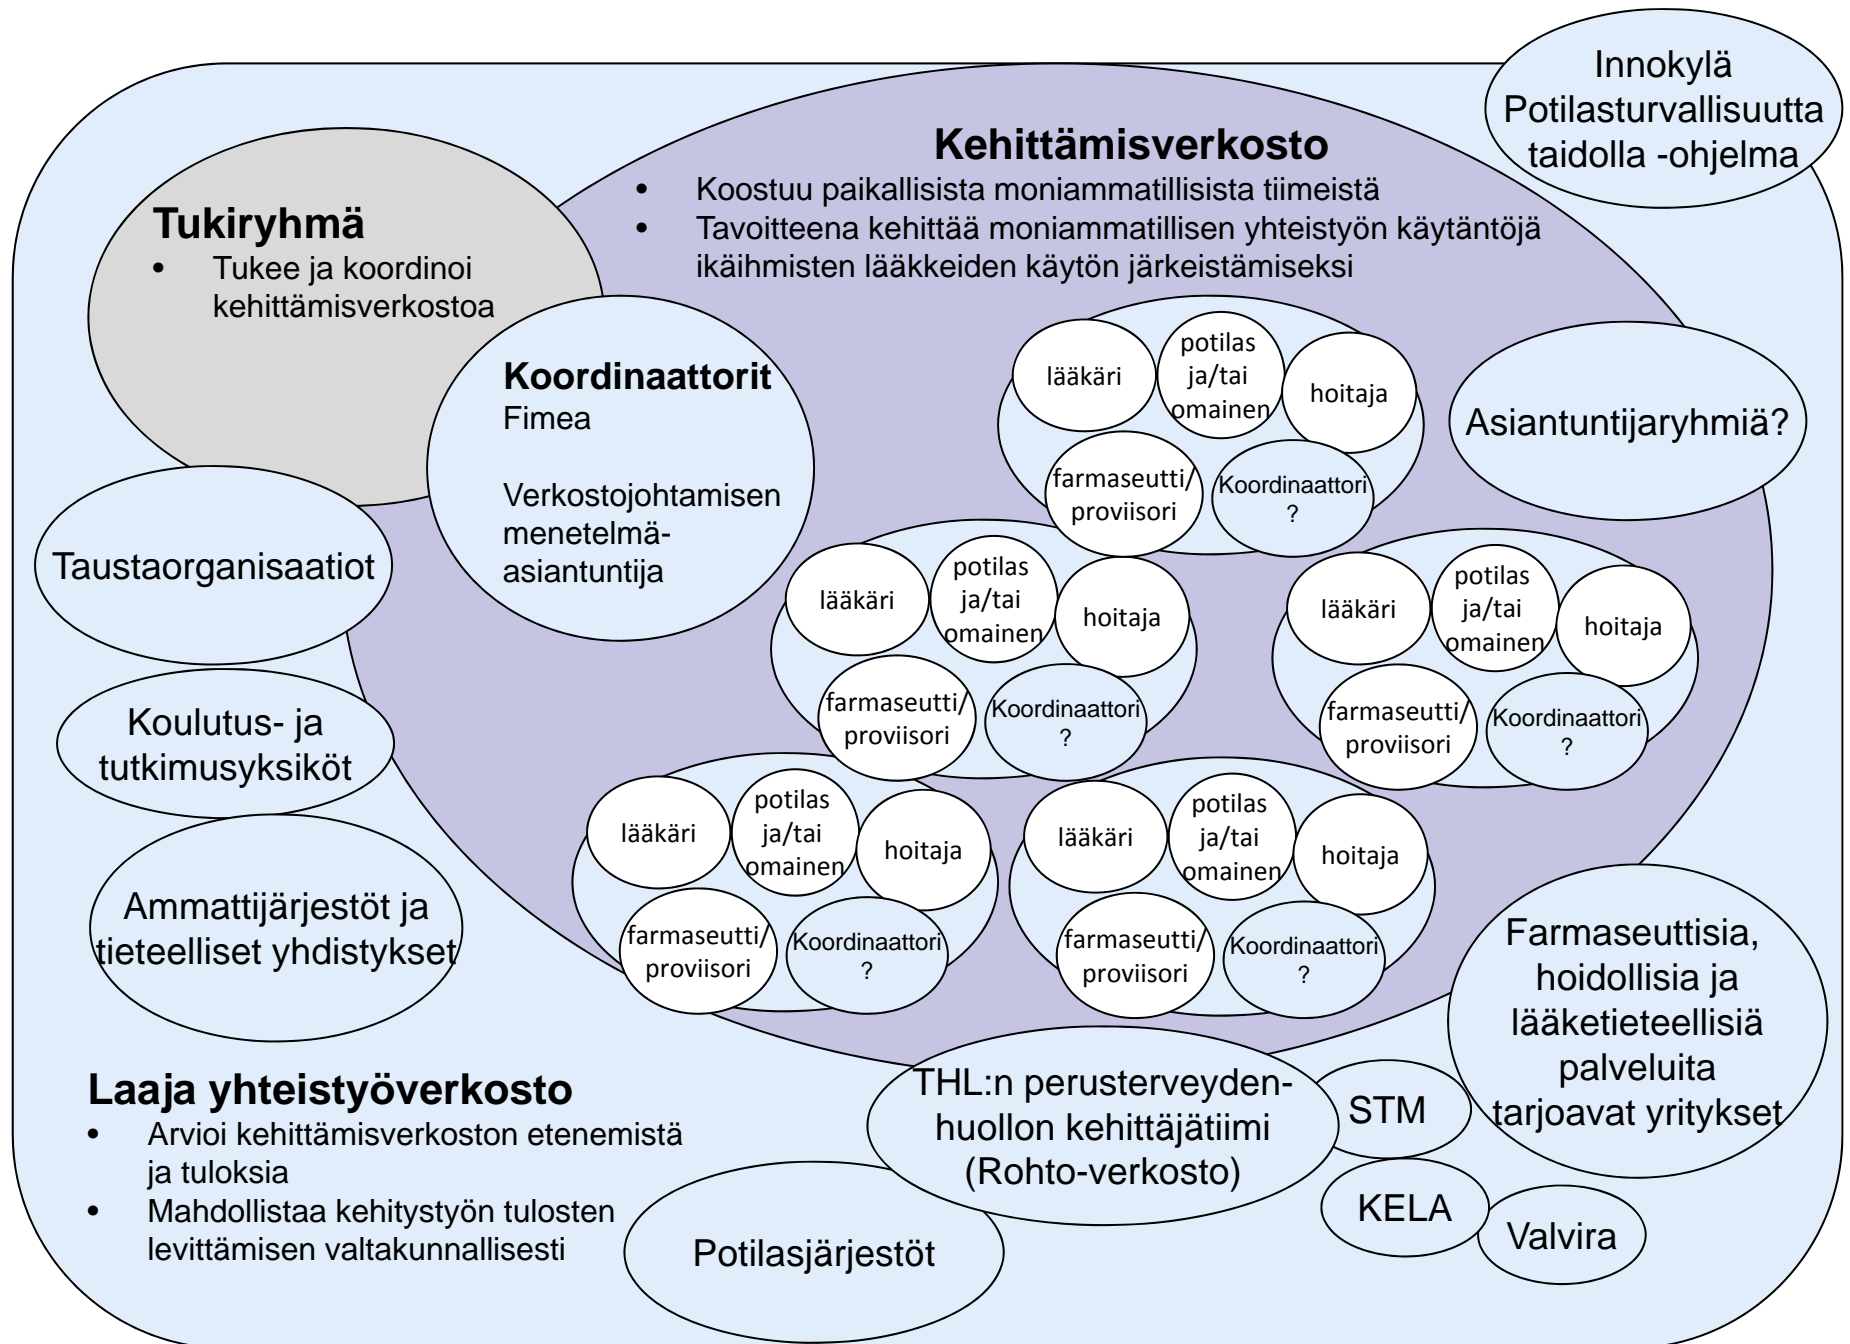 Innokylä
Potilasturvallisuutta
taidolla -ohjelma
Kehittämisverkosto
• Koostuu paikallisista moniammatillisista tiimeistä
• Tavoitteena kehittää moniammatillisen yhteistyön käytäntöjä
ikäihmisten lääkkeiden käytön järkeistämiseksi
Tukiryhmä
• Tukee ja koordinoi
kehittämisverkostoa
Koordinaattorit
Fimea
Verkostojohtamisen
menetelmä-
asiantuntija
lääkäri
potilas
ja/tai
omainen
hoitaja
farmaseutti/
proviisori
Koordinaattori
?
Asiantuntijaryhmiä?
Taustaorganisaatiot
lääkäri
potilas
ja/tai
omainen
hoitaja
farmaseutti/
proviisori
Koordinaattori
?
lääkäri
potilas
ja/tai
omainen
hoitaja
farmaseutti/
proviisori
Koordinaattori
?
Koulutus- ja
tutkimusyksiköt
lääkäri
potilas
ja/tai
omainen
hoitaja
farmaseutti/
proviisori
Koordinaattori
?
lääkäri
potilas
ja/tai
omainen
hoitaja
farmaseutti/
proviisori
Koordinaattori
?
Ammattijärjestöt ja
tieteelliset yhdistykset
Farmaseuttisia,
hoidollisia ja
lääketieteellisiä
palveluita
tarjoavat yritykset
Laaja yhteistyöverkosto
• Arvioi kehittämisverkoston etenemistä
ja tuloksia
• Mahdollistaa kehitystyön tulosten
levittämisen valtakunnallisesti
THL:n perusterveyden-
huollon kehittäjätiimi
(Rohto-verkosto)
STM
KELA
Valvira
Potilasjärjestöt